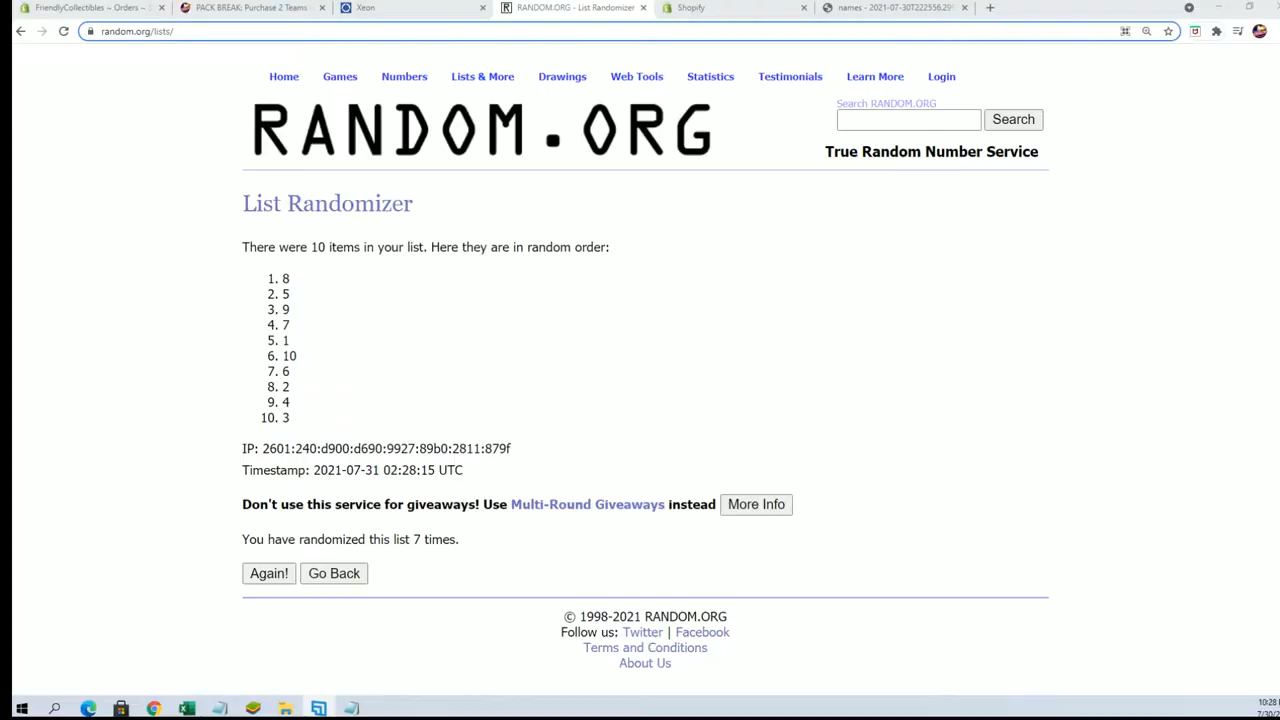 FriendlyCollectibles ~ Orders ~
PACK BREAK: Purchase 2 Teams
Xeon
RANDOM.ORG - List Randomizer
Shopify
names - 2021-07-30T222556.29
random.org/lists/
Home Games Numbers Lists & More Drawings Web Tools Statistics Testimonials Learn More Login
RANDOM.ORG
Search RANDOM.ORG
Search
True Random Number Service
List Randomizer
There were 10 items in your list. Here they are in random order:
1. 8
2. 5
3. 9
4. 7
5. 1
6. 10
7. 6
8. 2
9. 4
10. 3
IP: 2601:240:d900:d690:9927:89b0:2811:879f
Timestamp: 2021-07-31 02:28:15 UTC
Don't use this service for giveaways! Use Multi-Round Giveaways instead More Info
You have randomized this list 7 times.
Again! Go Back
© 1998-2021 RANDOM.ORG
Follow us: Twitter | Facebook
Terms and Conditions
About Us
10:28
7/30/2